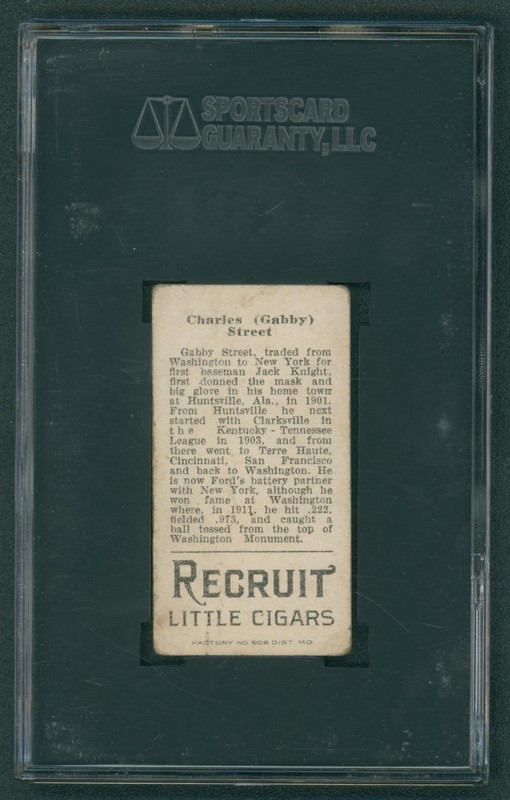 SPORTSCARD
GUARANTY, LLC
Charles (Gabby)
Street
Gabby Street, traded from
Washington to New York for
first baseman Jack Knight,
first donned the mask and
big glove in his home town
at Huntsville, Ala., in 1901.
From Huntsville he next
started with Clarksville in
the Kentucky-Tennessee
League in 1903, and from
there went to Terre Haute,
Cincinnati, San Francisco
and back to Washington. He
is now Ford's battery partner
with New York, although he
won fame at Washington
where, in 1911, he hit .222,
fielded .973, and caught a
ball tossed from the top of
Washington Monument.
RECRUIT
LITTLE CIGARS
FACTORY NO. 606 DIST. MD.